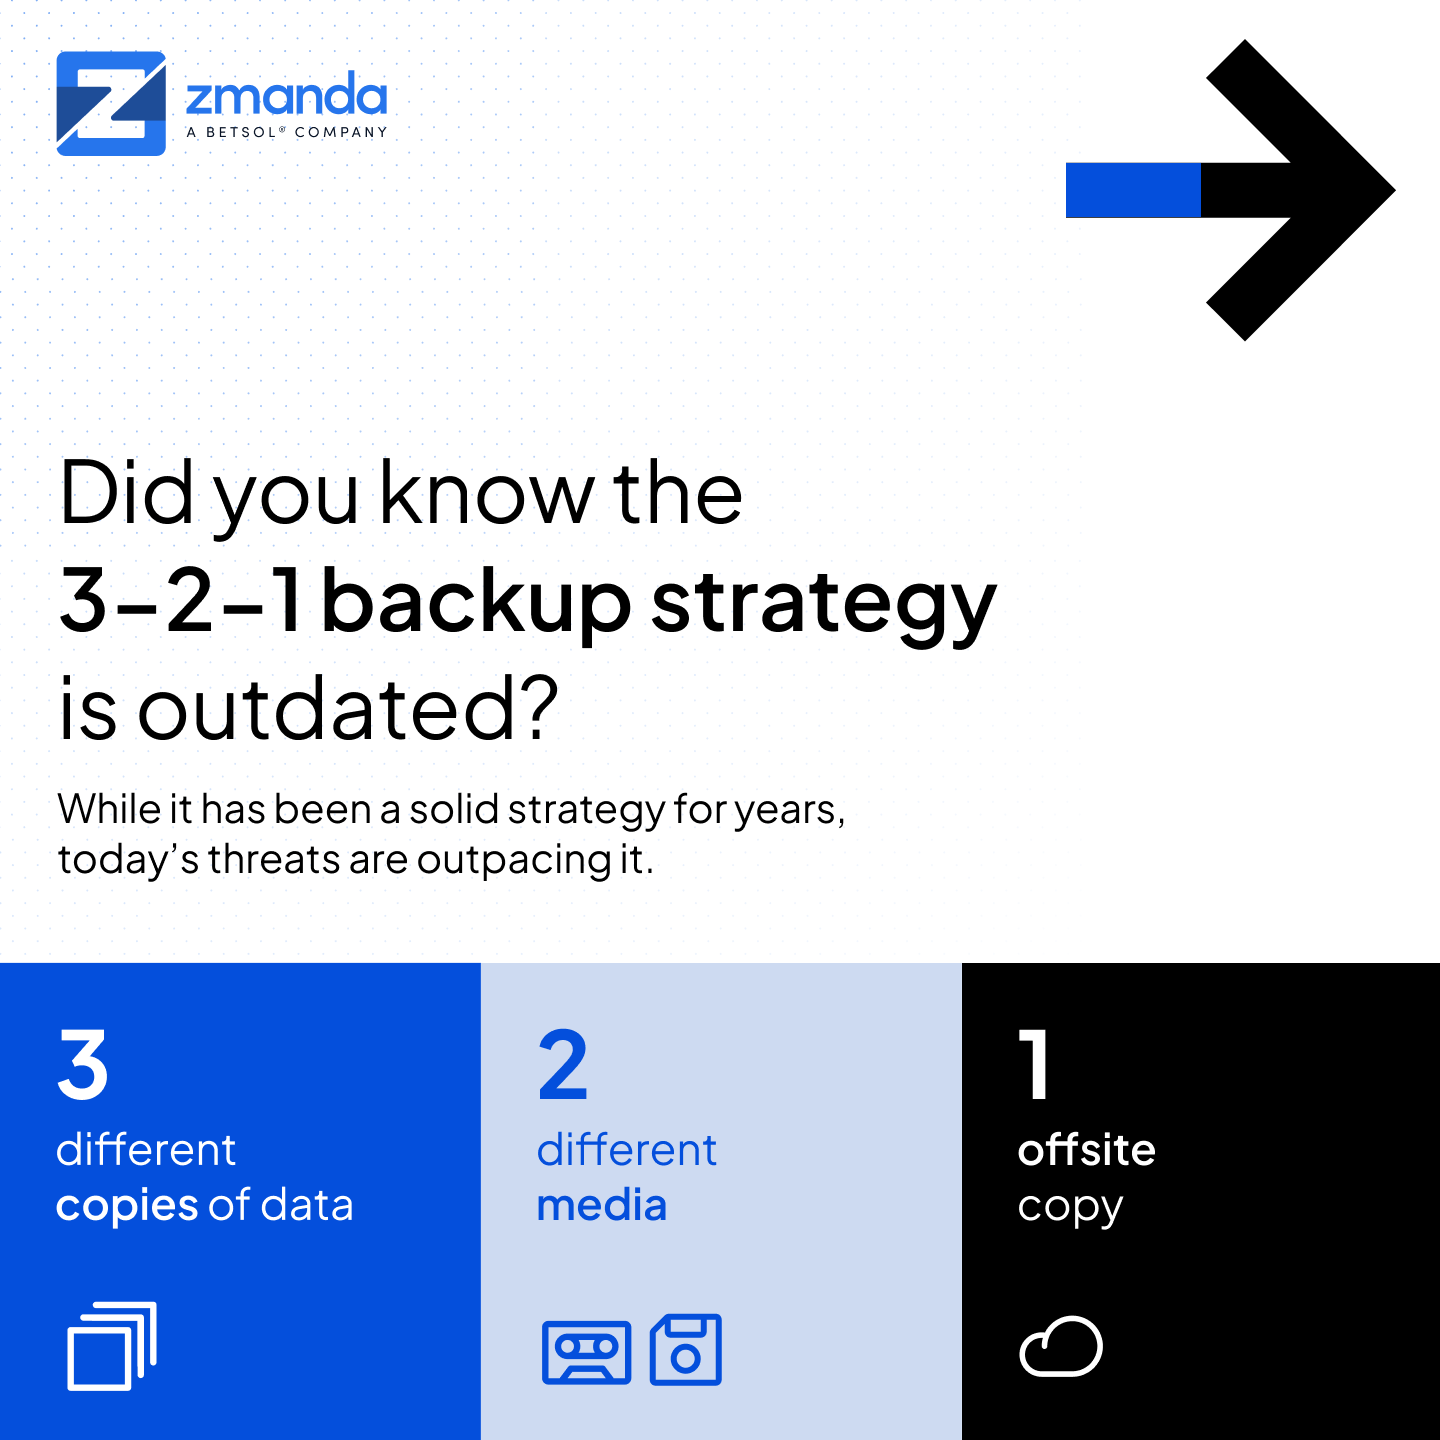 zmanda
A BETSOL® COMPANY
Did you know the
3–2–1 backup strategy
is outdated?
While it has been a solid strategy for years,
today’s threats are outpacing it.
3
different
copies of data
2
different
media
1
offsite
copy